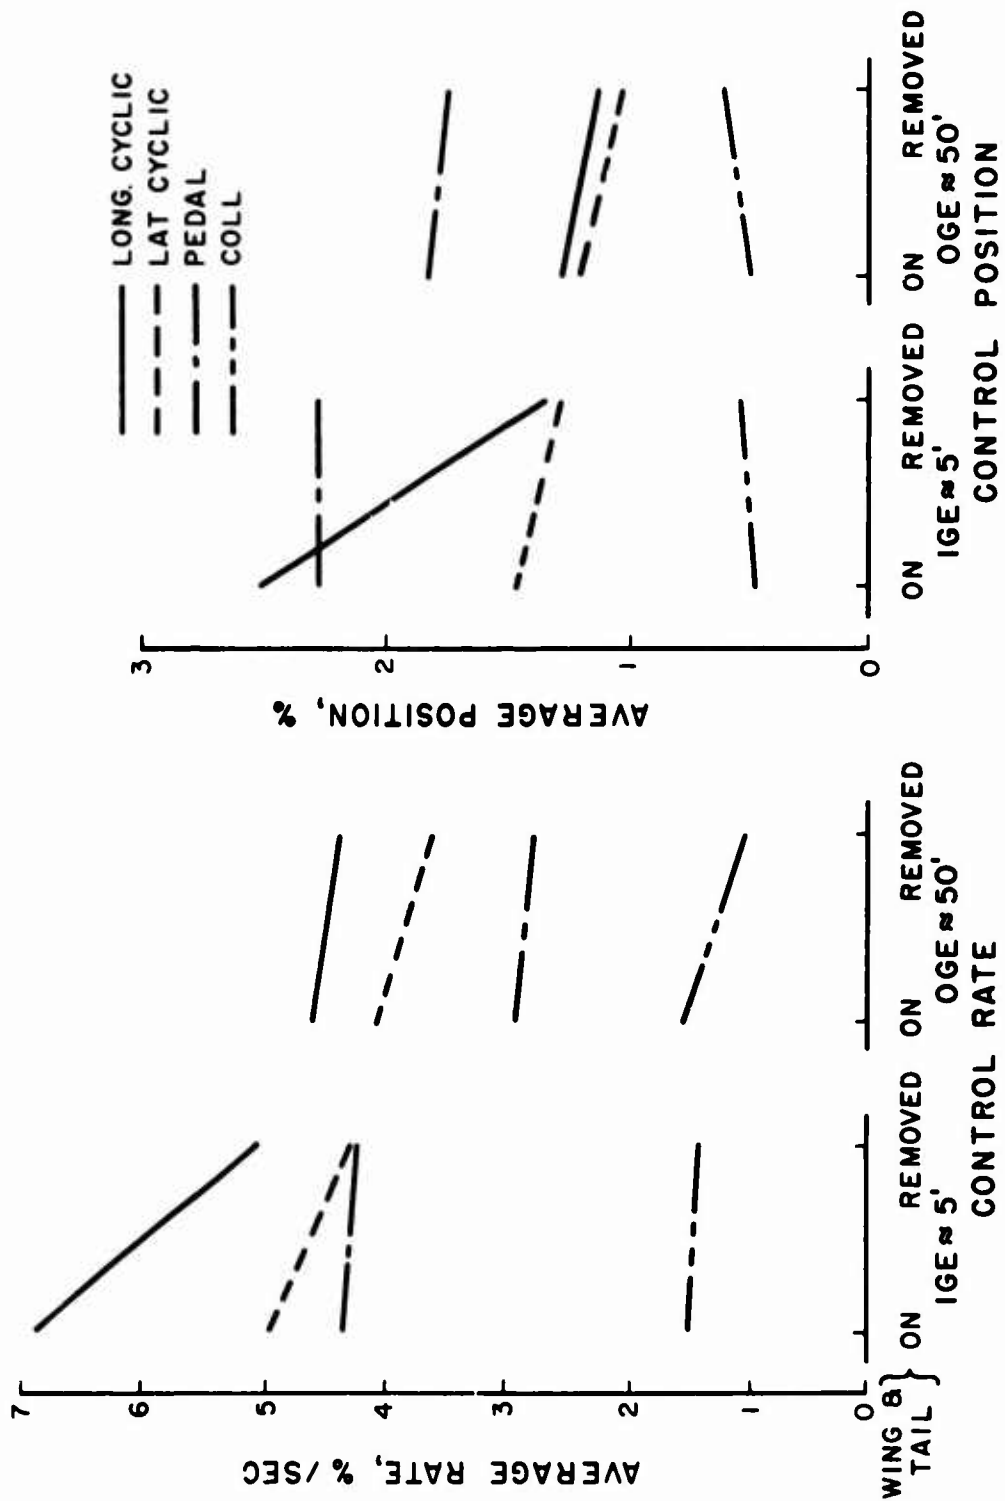 LONG. CYCLIC
LAT CYCLIC
PEDAL
COLL
AVERAGE RATE, %/SEC
7
6
5
4
3
2
1
0
WING &
TAIL
ON REMOVED
IGE ≈ 5'
ON REMOVED
OGE ≈ 50'
CONTROL RATE
AVERAGE POSITION, %
3
2
1
0
ON REMOVED
IGE ≈ 5'
ON REMOVED
OGE ≈ 50'
CONTROL POSITION